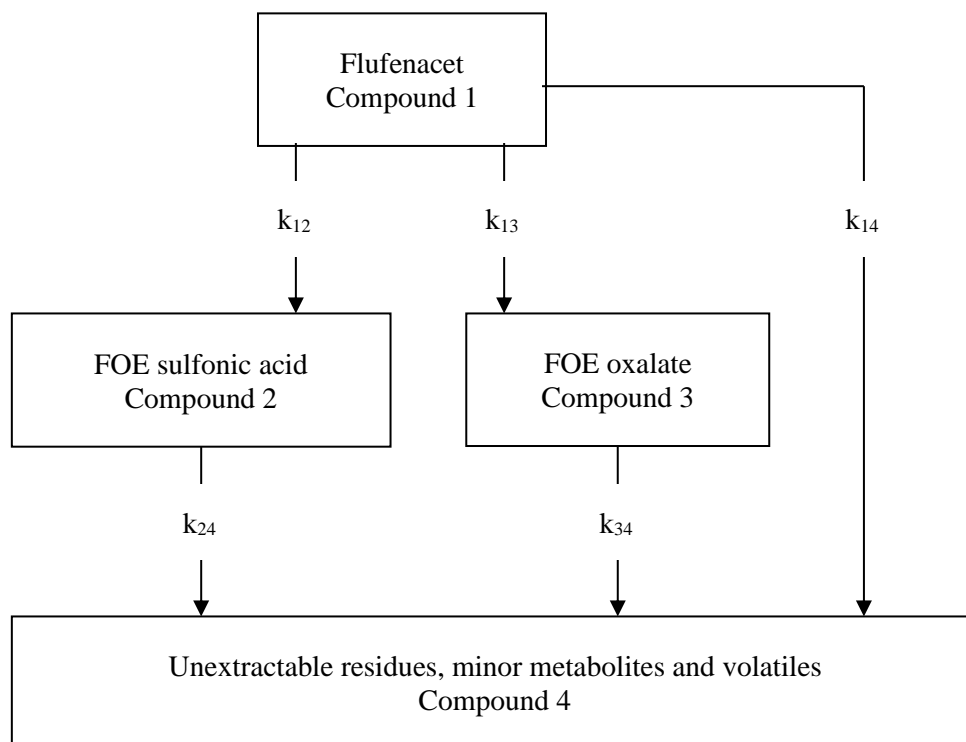 Flufenacet
Compound 1
k₁₂
k₁₃
k₁₄
FOE sulfonic acid
Compound 2
FOE oxalate
Compound 3
k₂₄
k₃₄
Unextractable residues, minor metabolites and volatiles
Compound 4